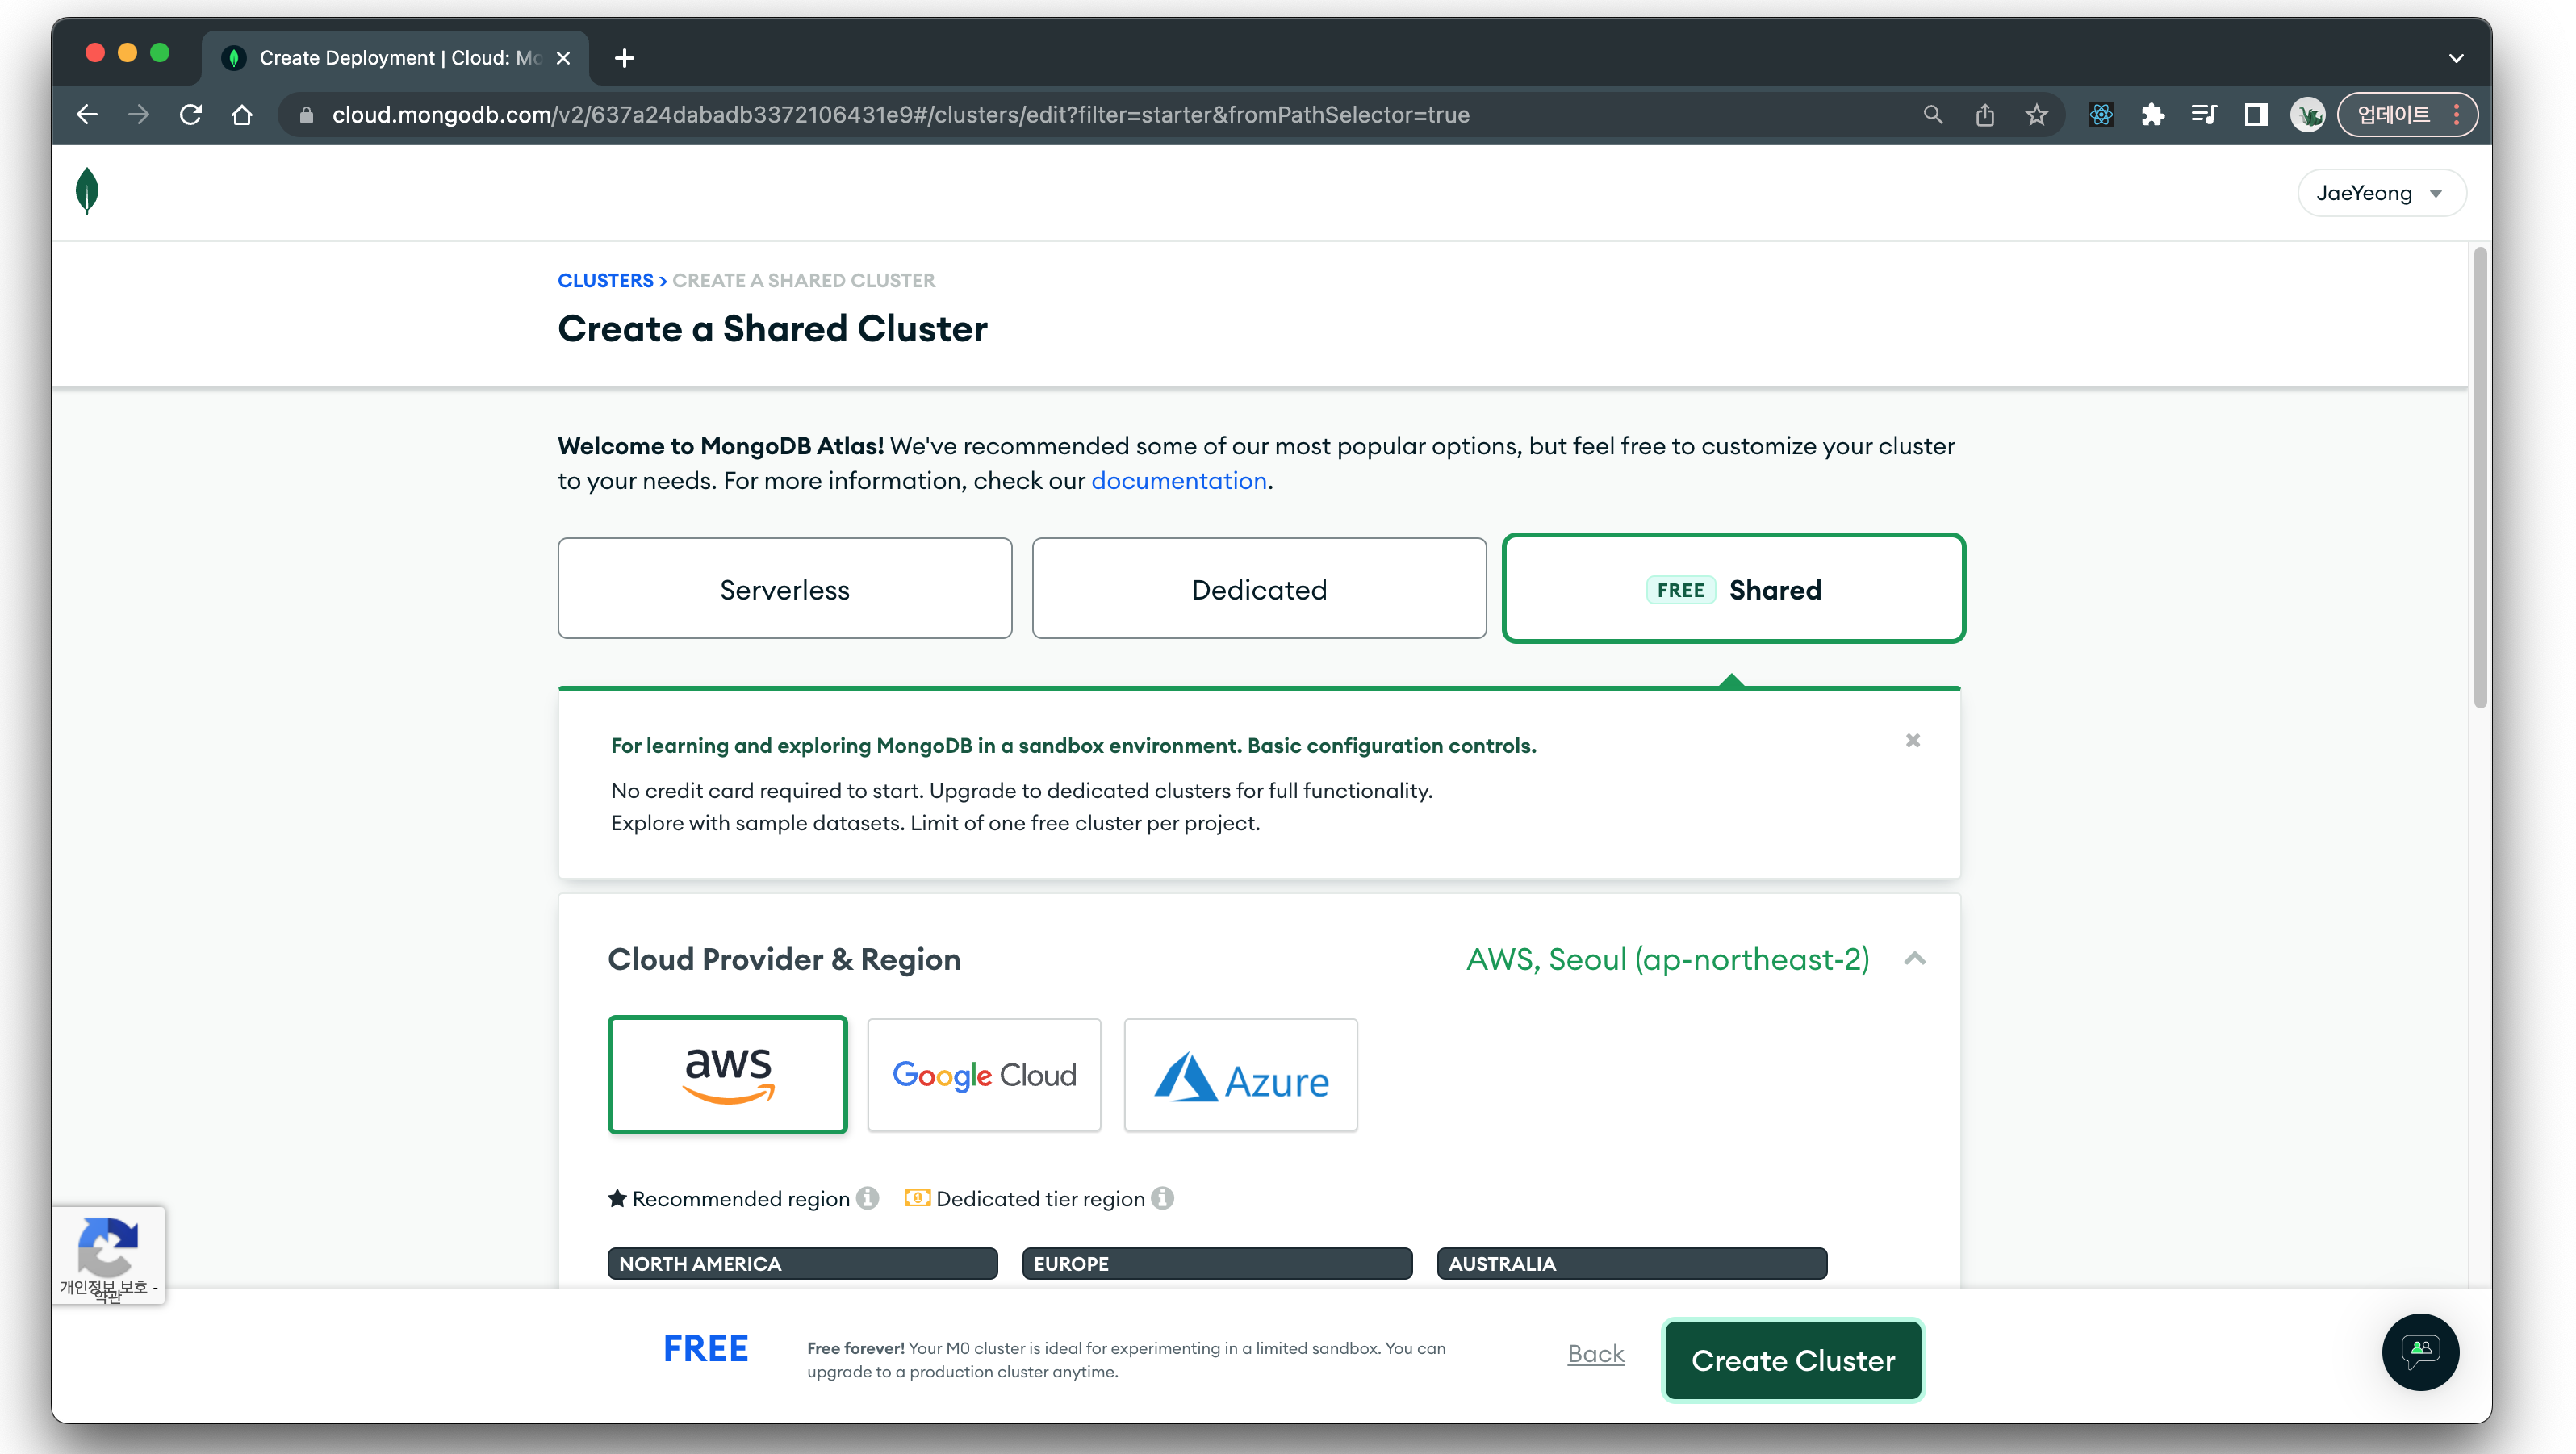 Create Deployment | Cloud: Mo
cloud.mongodb.com/v2/637a24dabadb3372106431e9#/clusters/edit?filter=starter&fromPathSelector=true
업데이트
JaeYeong
CLUSTERS > CREATE A SHARED CLUSTER
Create a Shared Cluster
Welcome to MongoDB Atlas! We've recommended some of our most popular options, but feel free to customize your cluster
to your needs. For more information, check our documentation.
Serverless
Dedicated
FREE Shared
For learning and exploring MongoDB in a sandbox environment. Basic configuration controls.
No credit card required to start. Upgrade to dedicated clusters for full functionality.
Explore with sample datasets. Limit of one free cluster per project.
Cloud Provider & Region
AWS, Seoul (ap-northeast-2)
aws
Google Cloud
Azure
Recommended region
Dedicated tier region
NORTH AMERICA
EUROPE
AUSTRALIA
개인정보 보호 -
약관
FREE
Free forever! Your M0 cluster is ideal for experimenting in a limited sandbox. You can
upgrade to a production cluster anytime.
Back
Create Cluster